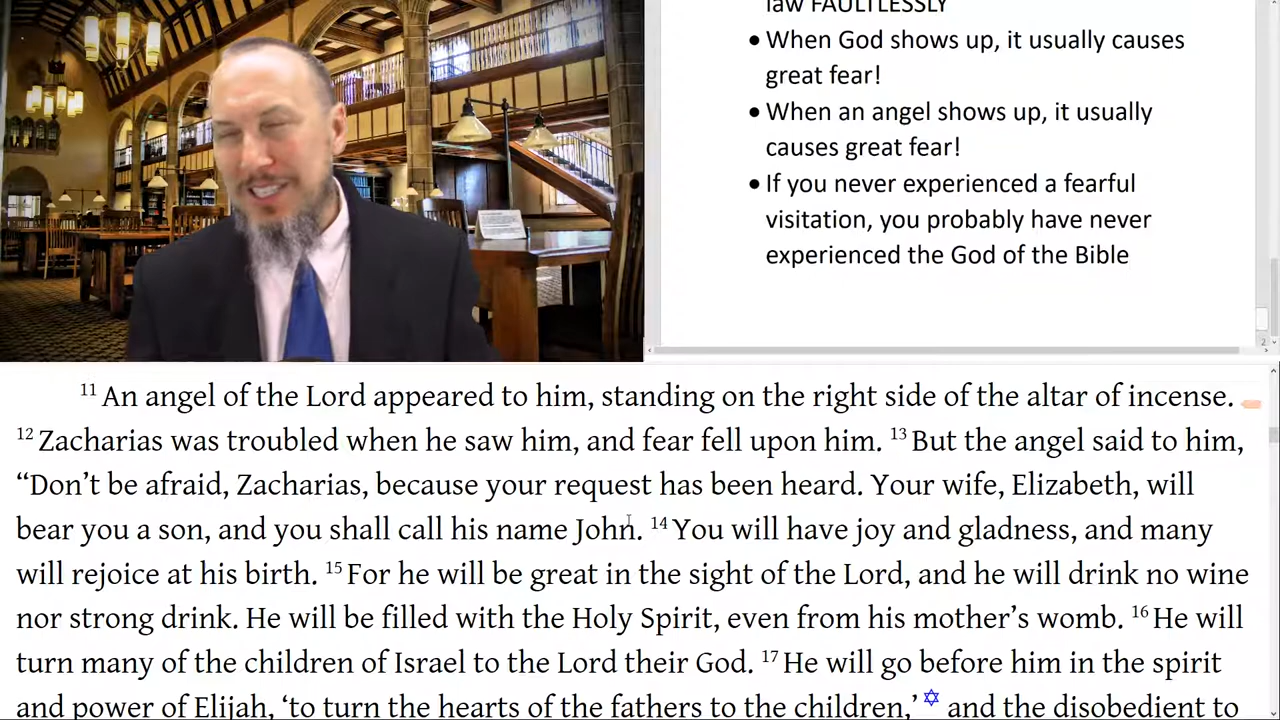 law FAULTLESSLY
• When God shows up, it usually causes
great fear!
• When an angel shows up, it usually
causes great fear!
• If you never experienced a fearful
visitation, you probably have never
experienced the God of the Bible
2
11 An angel of the Lord appeared to him, standing on the right side of the altar of incense.
12 Zacharias was troubled when he saw him, and fear fell upon him. 13 But the angel said to him,
“Don’t be afraid, Zacharias, because your request has been heard. Your wife, Elizabeth, will
bear you a son, and you shall call his name John. 14 You will have joy and gladness, and many
will rejoice at his birth. 15 For he will be great in the sight of the Lord, and he will drink no wine
nor strong drink. He will be filled with the Holy Spirit, even from his mother’s womb. 16 He will
turn many of the children of Israel to the Lord their God. 17 He will go before him in the spirit
and power of Elijah, ‘to turn the hearts of the fathers to the children,’ ✡ and the disobedient to